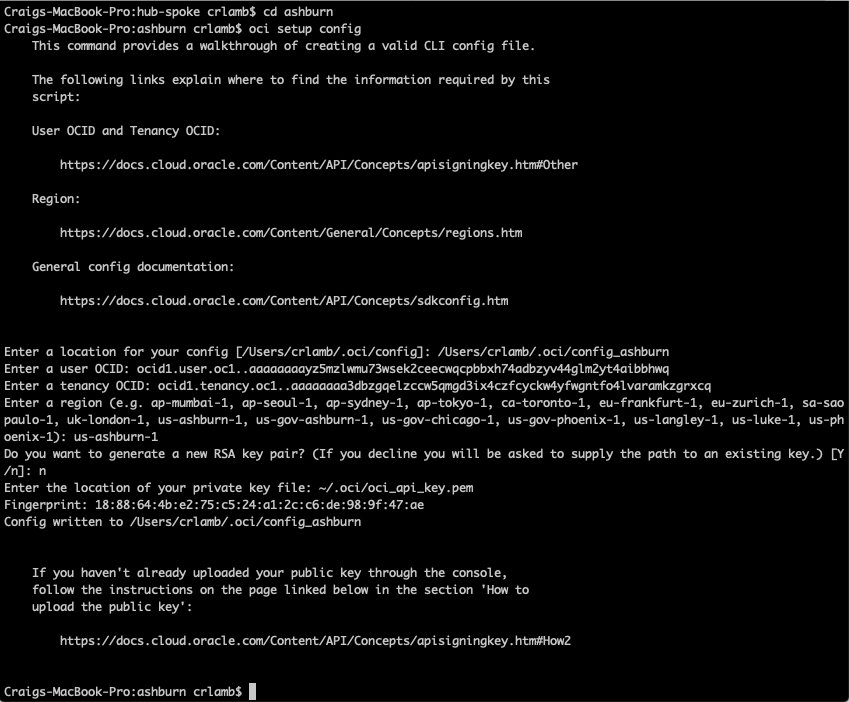 Craigs-MacBook-Pro:hub-spoke crlamb$ cd ashburn
Craigs-MacBook-Pro:ashburn crlamb$ oci setup config
This command provides a walkthrough of creating a valid CLI config file.
The following links explain where to find the information required by this
script:
User OCID and Tenancy OCID:
https://docs.cloud.oracle.com/Content/API/Concepts/apisigningkey.htm#Other
Region:
https://docs.cloud.oracle.com/Content/General/Concepts/regions.htm
General config documentation:
https://docs.cloud.oracle.com/Content/API/Concepts/sdkconfig.htm
Enter a location for your config [/Users/crlamb/.oci/config]: /Users/crlamb/.oci/config_ashburn
Enter a user OCID: ocid1.user.oc1..aaaaaaaayz5mzlwmu73wsek2ceecwqcpbbxh74adbzyv44glm2yt4aibbhwq
Enter a tenancy OCID: ocid1.tenancy.oc1..aaaaaaaa3dbzgqelzccw5qmgd3ix4czfcyckw4yfwgntfo4lvaramkzgrxcq
Enter a region (e.g. ap-mumbai-1, ap-seoul-1, ap-sydney-1, ap-tokyo-1, ca-toronto-1, eu-frankfurt-1, eu-zurich-1, sa-sao
paulo-1, uk-london-1, us-ashburn-1, us-gov-ashburn-1, us-gov-chicago-1, us-gov-phoenix-1, us-langley-1, us-luke-1, us-ph
oenix-1): us-ashburn-1
Do you want to generate a new RSA key pair? (If you decline you will be asked to supply the path to an existing key.) [Y
/n]: n
Enter the location of your private key file: ~/.oci/oci_api_key.pem
Fingerprint: 18:88:64:4b:e2:75:c5:24:a1:2c:c6:de:98:9f:47:ae
Config written to /Users/crlamb/.oci/config_ashburn
If you haven't already uploaded your public key through the console,
follow the instructions on the page linked below in the section 'How to
upload the public key':
https://docs.cloud.oracle.com/Content/API/Concepts/apisigningkey.htm#How2
Craigs-MacBook-Pro:ashburn crlamb$